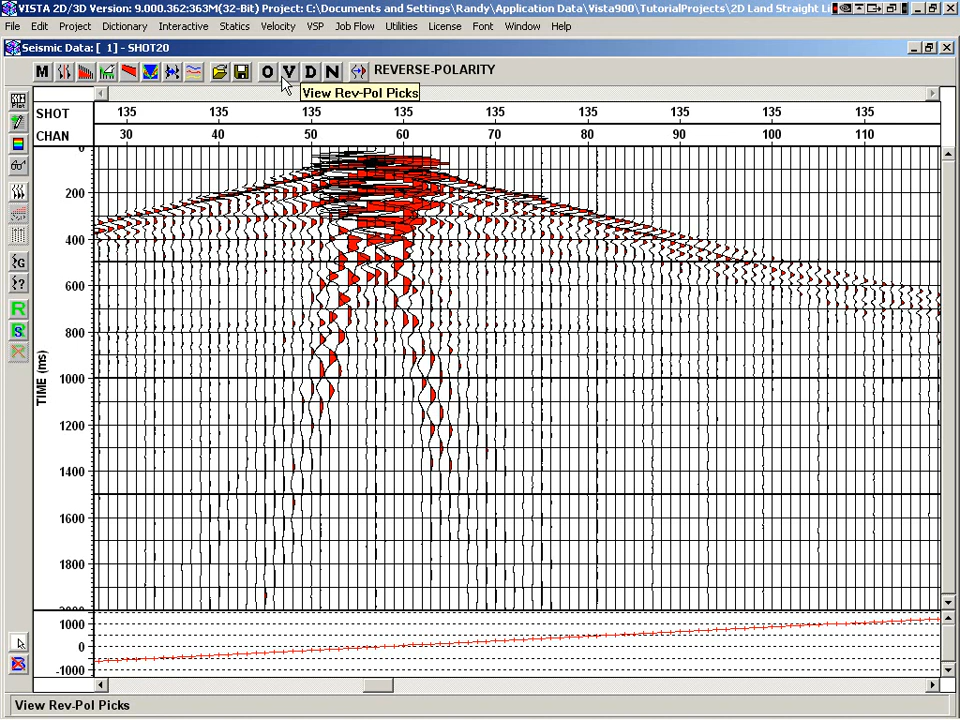 VISTA 2D/3D Version: 9.000.362:363M(32-Bit) Project: C:\Documents and Settings\Randy\Application Data\Vista900\TutorialProjects\2D Land Straight Li
File Edit Project Dictionary Interactive Statics Velocity VSP Job Flow Utilities License Font Window Help
Seismic Data: [ 1] - SHOT20
M O V D N REVERSE-POLARITY
View Rev-Pol Picks
SHOT 135 135 135 135 135 135 135 135 135
CHAN 30 40 50 60 70 80 90 100 110
0
200
400
600
800
1000
1200
1400
1600
1800
TIME (ms)
G
?
R
S
1000
0
-1000
View Rev-Pol Picks